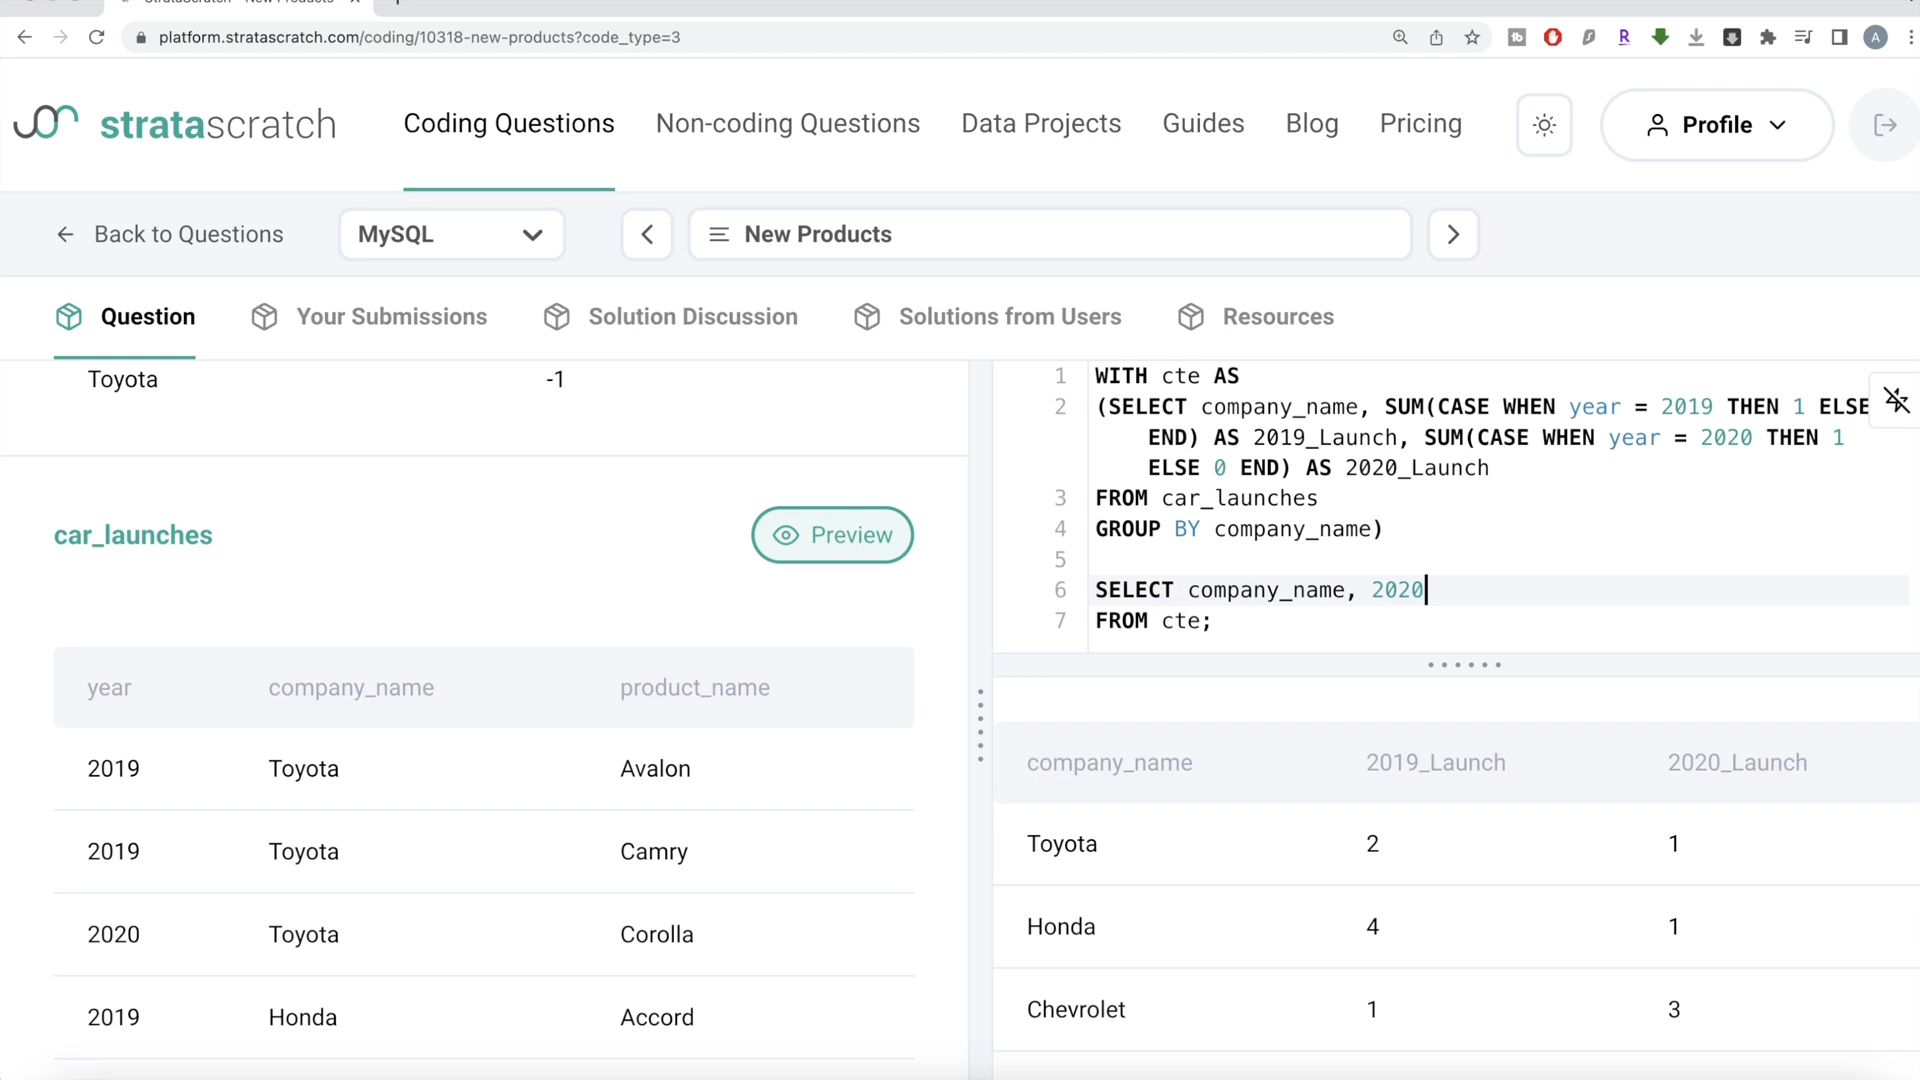 platform.stratascratch.com/coding/10318-new-products?code_type=3
A
stratascratch
Coding Questions
Non-coding Questions
Data Projects
Guides
Blog
Pricing
Profile
Back to Questions
MySQL
New Products
Question
Your Submissions
Solution Discussion
Solutions from Users
Resources
Toyota -1
car_launches
Preview
year company_name product_name
2019 Toyota Avalon
2019 Toyota Camry
2020 Toyota Corolla
2019 Honda Accord
1 WITH cte AS
2 (SELECT company_name, SUM(CASE WHEN year = 2019 THEN 1 ELSE
END) AS 2019_Launch, SUM(CASE WHEN year = 2020 THEN 1
ELSE 0 END) AS 2020_Launch
3 FROM car_launches
4 GROUP BY company_name)
5
6 SELECT company_name, 2020
7 FROM cte;
company_name 2019_Launch 2020_Launch
Toyota 2 1
Honda 4 1
Chevrolet 1 3